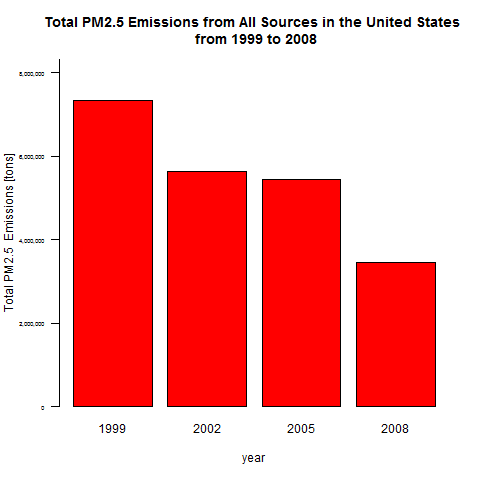 Total PM2.5 Emissions from All Sources in the United States
from 1999 to 2008
Total PM2.5 Emissions [tons]
8,000,000
6,000,000
4,000,000
2,000,000
0
1999 2002 2005 2008
year